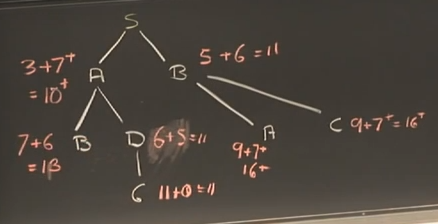 S
3+7⁺
=10⁺
A
B
5+6=11
7+6
=13
B
D
6+5=11
A
9+7⁺
16⁺
C
9+7⁺=16⁺
G
11+0=11